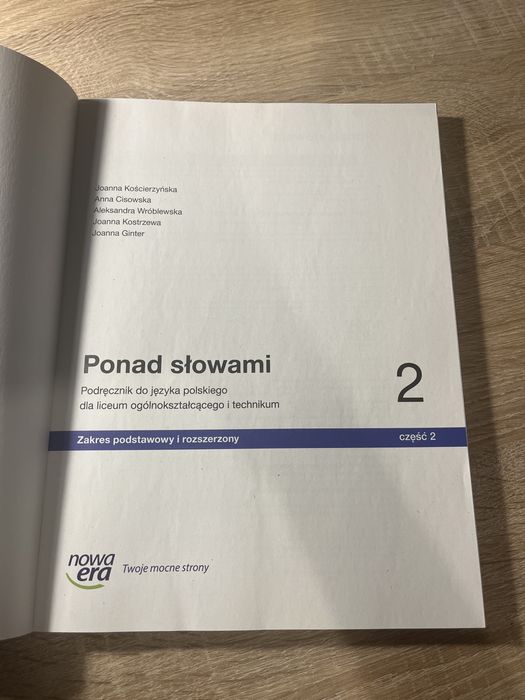 Joanna Kościerzyńska
Anna Cisowska
Aleksandra Wróblewska
Joanna Kostrzewa
Joanna Ginter
Ponad słowami
2
Podręcznik do języka polskiego
dla liceum ogólnokształcącego i technikum
Zakres podstawowy i rozszerzony
część 2
nowa
era
Twoje mocne strony